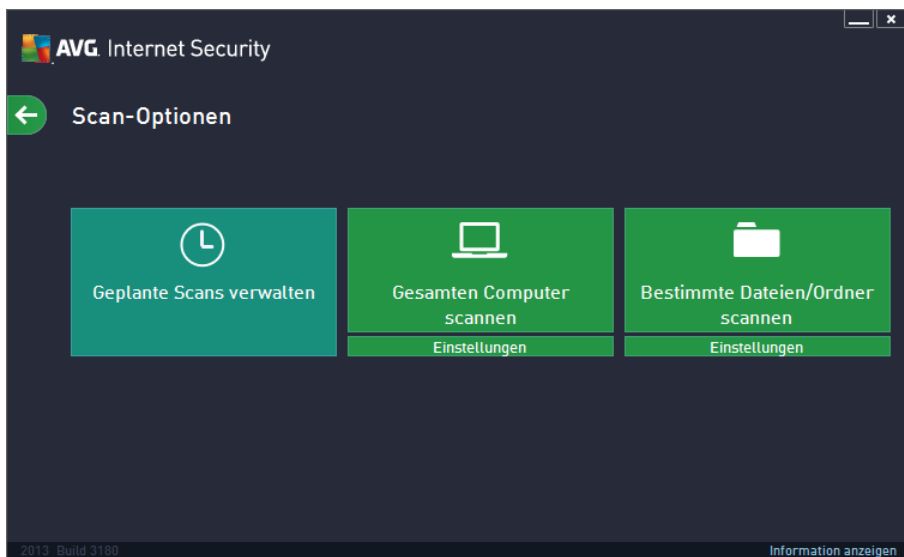 AVG. Internet Security
Scan-Optionen
Geplante Scans verwalten
Gesamten Computer
scannen
Einstellungen
Bestimmte Dateien/Ordner
scannen
Einstellungen
2013 Build 3180
Information anzeigen